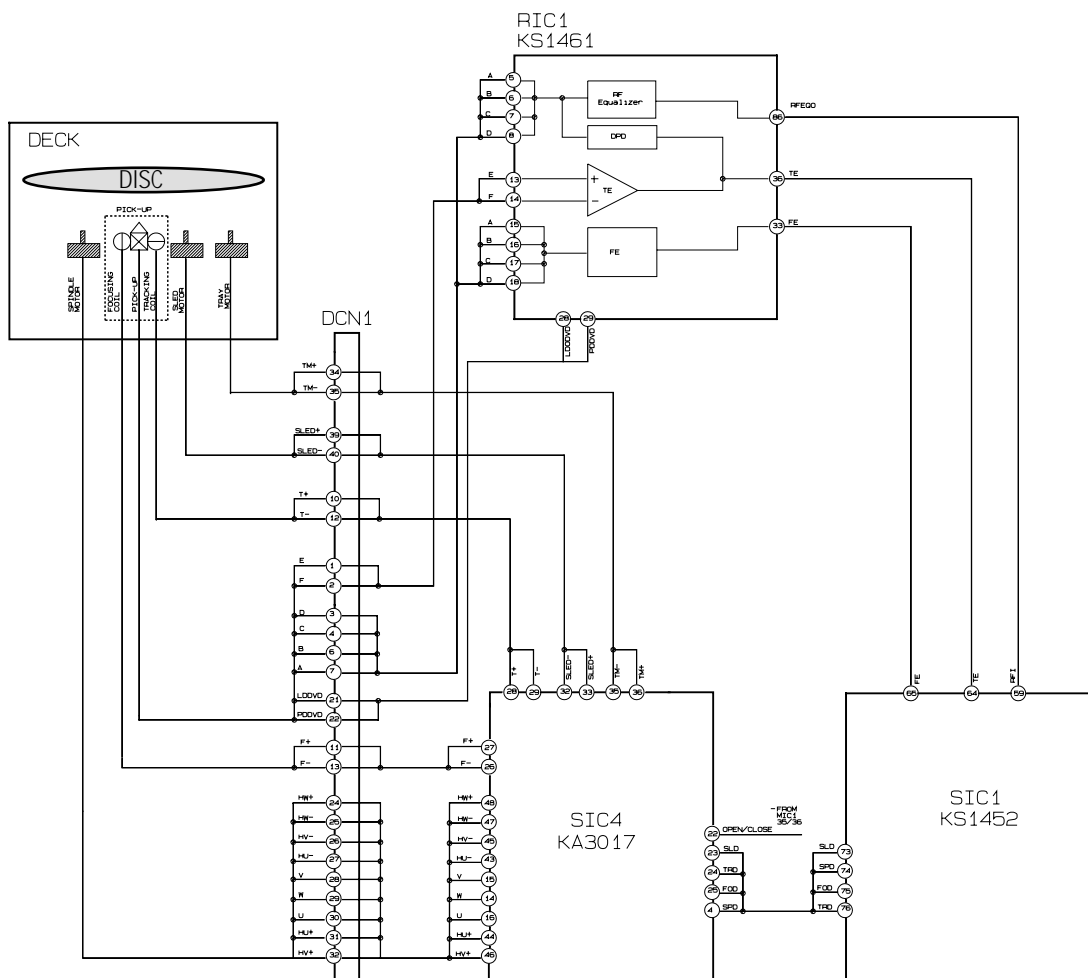 RIC1
KS1461
A
5
B
6
C
7
D
8
RF
Equalizer
DPD
86
RFEQO
E
13
F
14
+
TE
-
36
TE
A
15
B
16
C
17
D
18
FE
33
FE
28
29
LDODVD
PDDVD
DECK
DISC
PICK-UP
SPINDLE
MOTOR
FOCUSING
COIL
PICK-UP
TRACKING
COIL
SLED
MOTOR
TRAY
MOTOR
DCN1
TM+
34
TM-
35
SLED+
39
SLED-
40
T+
10
T-
12
E
1
F
2
D
3
C
4
B
6
A
7
LDDVD
21
PDDVD
22
F+
11
F-
13
HW+
24
HW-
25
HV-
26
HU-
27
V
28
W
29
U
30
HU+
31
HV+
32
T+
T-
SLED-
SLED+
TM-
TM+
28
29
32
33
35
36
F+
27
F-
26
HW+
48
HW-
47
HV-
45
HU-
43
V
15
W
14
U
16
HU+
44
HV+
46
SIC4
KA3017
-FROM
MIC1
35/36
22
OPEN/CLOSE
23
SLD
24
TRD
25
FOD
4
SPD
FE
TE
RFI
65
64
59
SIC1
KS1452
SLD
73
SPD
74
FOD
75
TRD
76